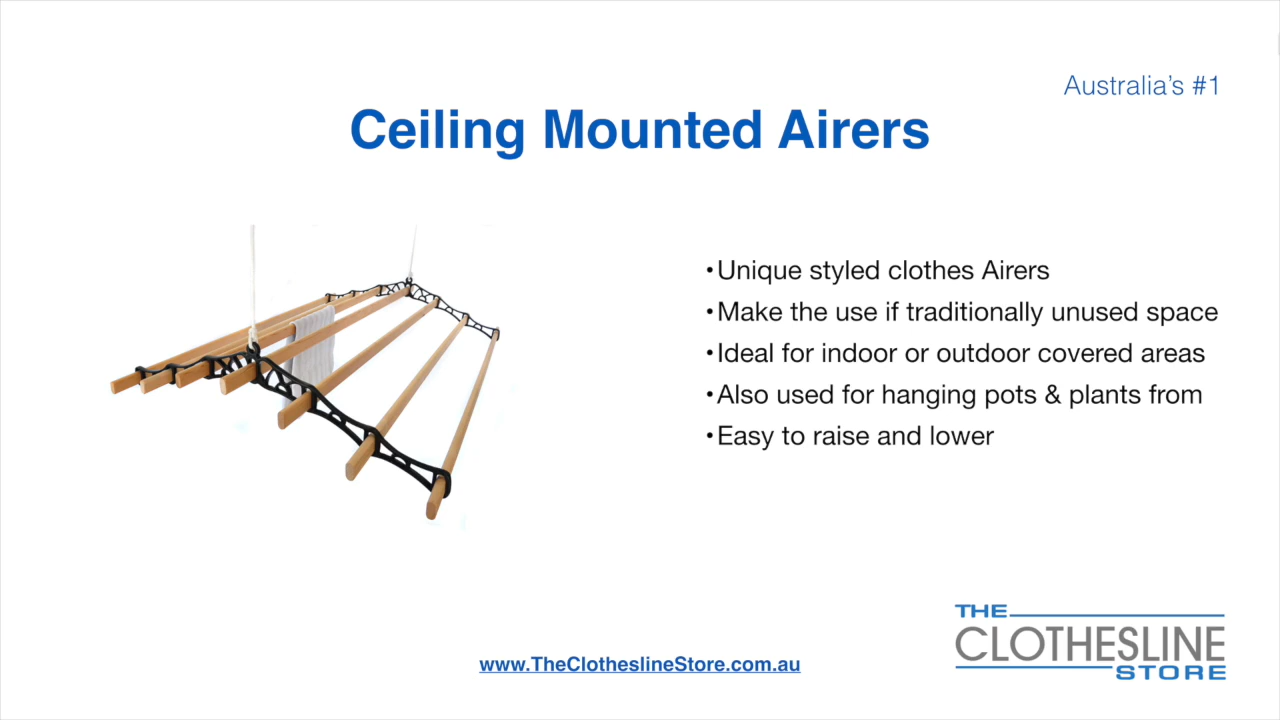 Australia's #1
Ceiling Mounted Airers
•Unique styled clothes Airers
•Make the use if traditionally unused space
•Ideal for indoor or outdoor covered areas
•Also used for hanging pots & plants from
•Easy to raise and lower
www.TheClotheslineStore.com.au
THE
CLOTHESLINE
STORE